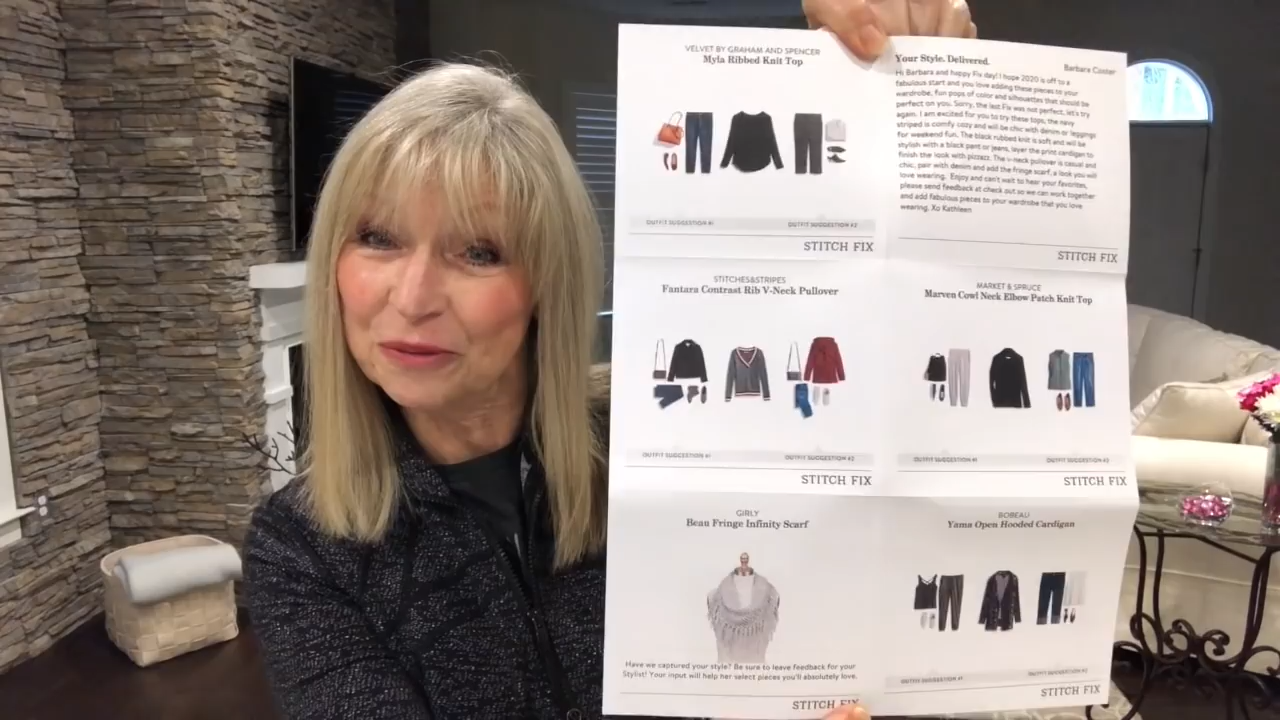 VELVET BY GRAHAM AND SPENCER
Myla Ribbed Knit Top
OUTFIT SUGGESTION #1
OUTFIT SUGGESTION #2
STITCH FIX
Your Style. Delivered.
Barbara Conter
Hi Barbara and happy Fix day! I hope 2020 is off to a
fabulous start and you love adding these pieces to your
wardrobe, fun pops of color and silhouettes that should be
perfect on you. Sorry, the last Fix was not perfect, let's try
again. I am excited for you to try these tops, the navy
striped is comfy cozy and will be chic with denim or leggings
for weekend fun. The black rubbed knit is soft and will be
stylish with a black pant or jeans, layer the print cardigan to
finish the look with pizzazz. The v-neck pullover is casual and
chic, pair with denim and add the fringe scarf, a look you will
love wearing. Enjoy and can't wait to hear your favorites,
please send feedback at check out so we can work together
and add fabulous pieces to your wardrobe that you love
wearing. Xo Kathleen
STITCH FIX
STITCHES&STRIPES
Fantara Contrast Rib V-Neck Pullover
OUTFIT SUGGESTION #1
OUTFIT SUGGESTION #2
STITCH FIX
MARKET & SPRUCE
Marven Cowl Neck Elbow Patch Knit Top
OUTFIT SUGGESTION #1
OUTFIT SUGGESTION #2
STITCH FIX
GIRLY
Beau Fringe Infinity Scarf
Have we captured your style? Be sure to leave feedback for your
Stylist! Your input will help her select pieces you'll absolutely love.
STITCH FIX
BOBEAU
Yama Open Hooded Cardigan
OUTFIT SUGGESTION #1
OUTFIT SUGGESTION #2
STITCH FIX